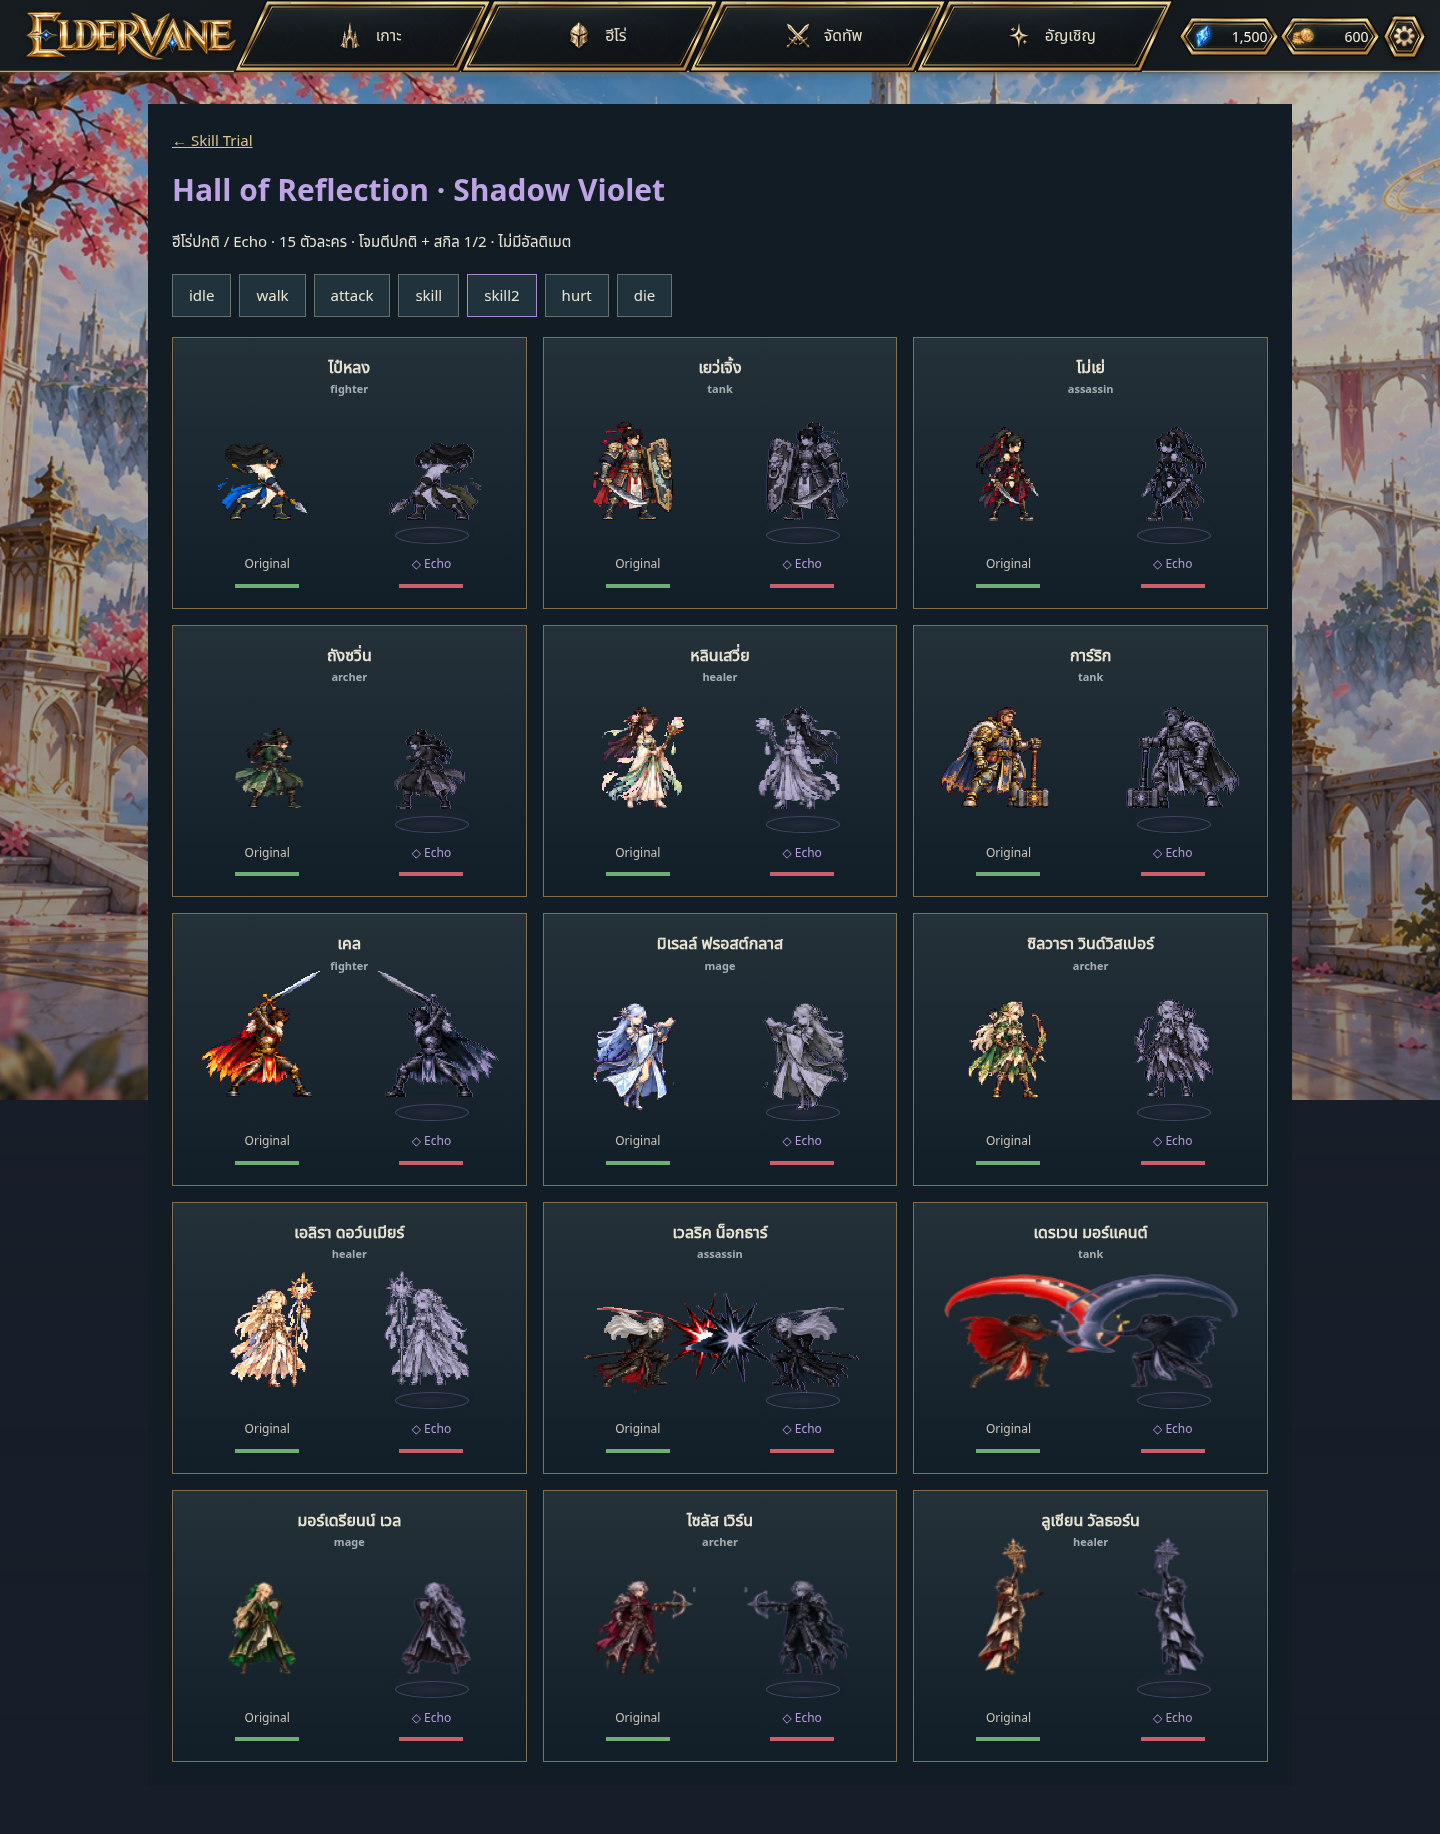 ELDERVANE
เกาะ
ฮีโร่
จัดทัพ
อัญเชิญ
1,500
600
← Skill Trial
Hall of Reflection · Shadow Violet
ฮีโร่ปกติ / Echo · 15 ตัวละคร · โจมตีปกติ + สกิล 1/2 · ไม่มีอัลติเมต
idle walk attack skill skill2 hurt die
ไป๋หลง
fighter
Original ◇ Echo
เยว่เจิ้ง
tank
Original ◇ Echo
โม่เย่
assassin
Original ◇ Echo
ถังซวิ่น
archer
Original ◇ Echo
หลินเสวี่ย
healer
Original ◇ Echo
การ์ริก
tank
Original ◇ Echo
เคล
fighter
Original ◇ Echo
มิเรลล์ ฟรอสต์กลาส
mage
Original ◇ Echo
ซิลวารา วินด์วิสเปอร์
archer
Original ◇ Echo
เอลิรา ดอว์นเมียร์
healer
Original ◇ Echo
เวลริค น็อกธาร์
assassin
Original ◇ Echo
เดรเวน มอร์แคนต์
tank
Original ◇ Echo
มอร์เดรียนน์ เวล
mage
Original ◇ Echo
ไซลัส เวิร์น
archer
Original ◇ Echo
ลูเซียน วัลธอร์น
healer
Original ◇ Echo